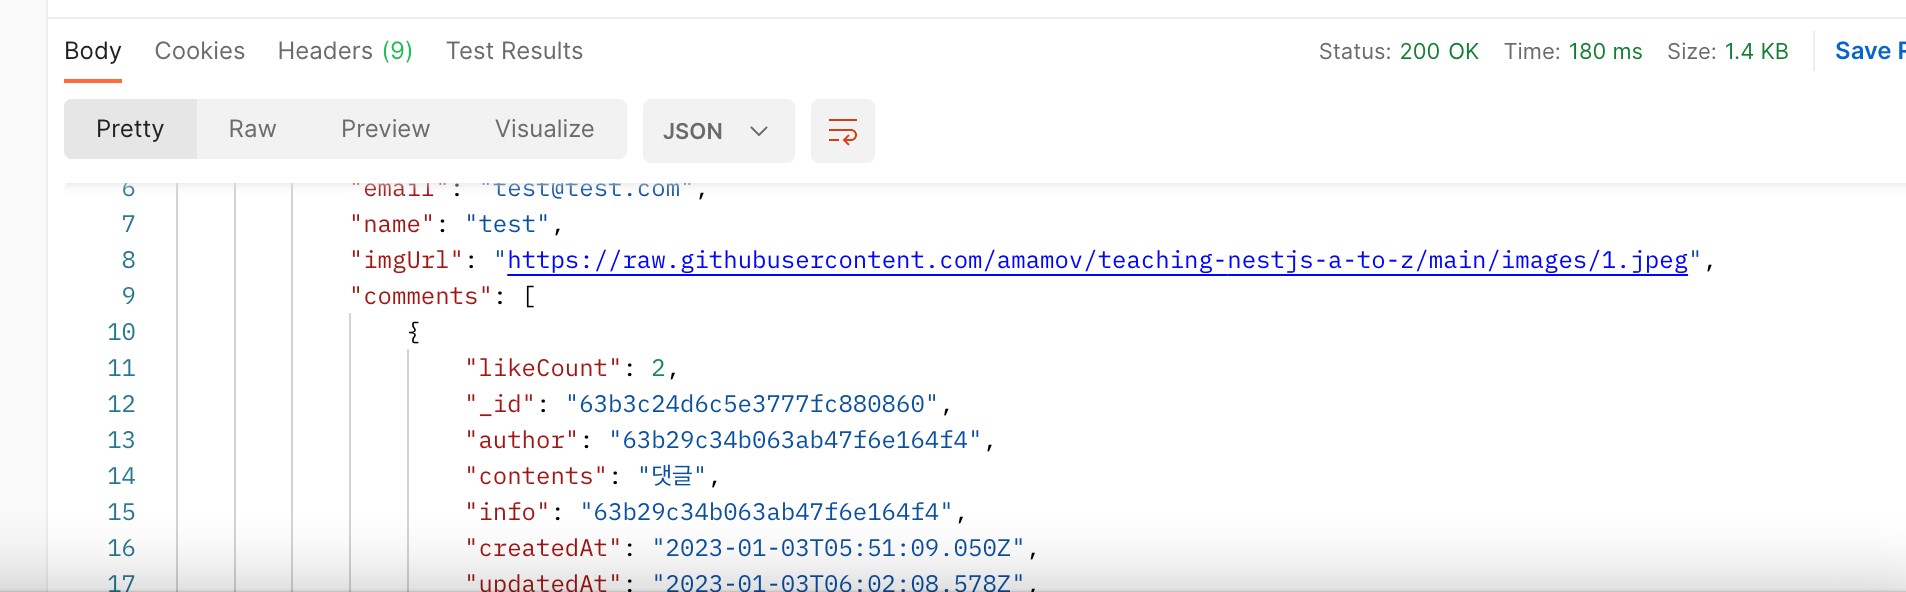 Body Cookies Headers (9) Test Results Status: 200 OK Time: 180 ms Size: 1.4 KB Save
Pretty Raw Preview Visualize JSON
6 "email": "test@test.com",
7 "name": "test",
8 "imgUrl": "https://raw.githubusercontent.com/amamov/teaching-nestjs-a-to-z/main/images/1.jpeg",
9 "comments": [
10 {
11 "likeCount": 2,
12 "_id": "63b3c24d6c5e3777fc880860",
13 "author": "63b29c34b063ab47f6e164f4",
14 "contents": "댓글",
15 "info": "63b29c34b063ab47f6e164f4",
16 "createdAt": "2023-01-03T05:51:09.050Z",
17 "updatedAt": "2023-01-03T06:02:08.578Z",